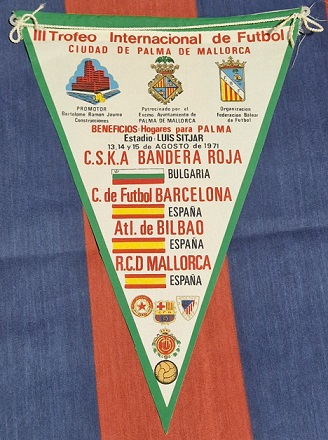 III Trofeo Internacional de Futbol
CIUDAD DE PALMA DE MALLORCA
PROMOTOR
Bartolome Ramon Jaume
Construcciones
Patrocinado por el
Excmo. Ayuntamiento de
PALMA DE MALLORCA
Organizacion
Federacion Balear
de Futbol
BENEFICIOS-Hogares para PALMA
Estadio-LUIS SITJAR
13, 14 y 15 de AGOSTO de 1971
C.S.K.A BANDERA ROJA
BULGARIA
C. de Futbol BARCELONA
ESPAÑA
Atl. de BILBAO
ESPAÑA
R.C.D MALLORCA
ESPAÑA